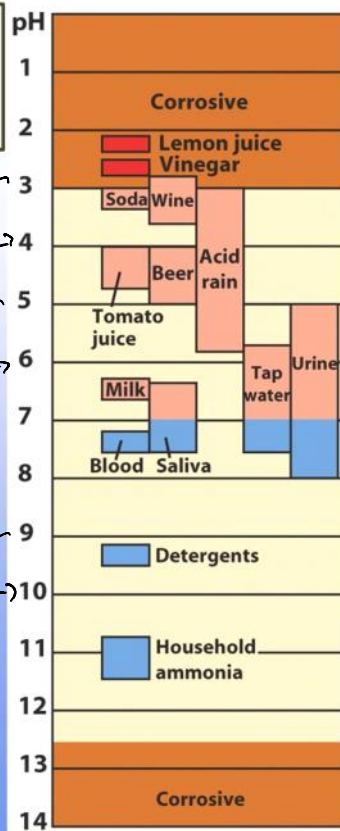 pH
1
Corrosive
2
Lemon juice
Vinegar
3
Soda
Wine
4
Acid
rain
Beer
5
Tomato
juice
6
Tap
water
Urine
Milk
7
Blood
Saliva
8
9
Detergents
10
11
Household
ammonia
12
13
Corrosive
14